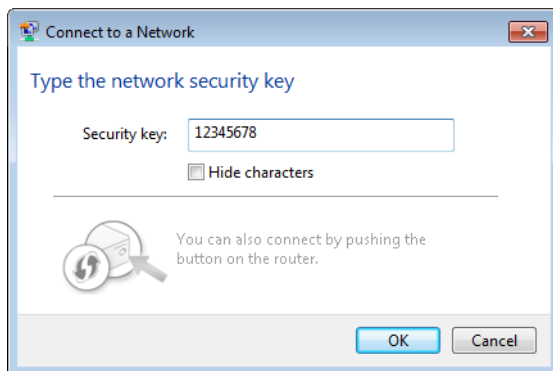 Connect to a Network
Type the network security key
Security key: 12345678
Hide characters
You can also connect by pushing the
button on the router.
OK Cancel